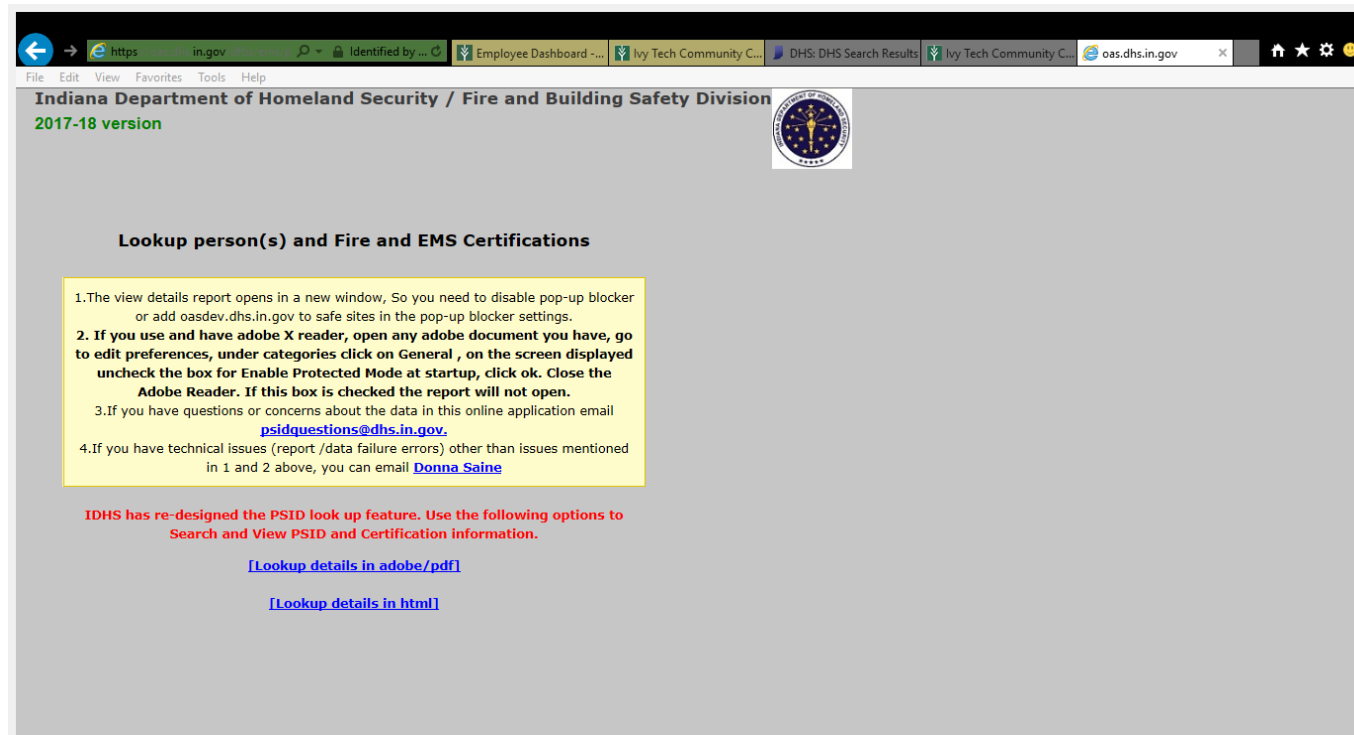 https in.gov Identified by ... Employee Dashboard -... Ivy Tech Community C... DHS: DHS Search Results Ivy Tech Community C... oas.dhs.in.gov
File Edit View Favorites Tools Help
Indiana Department of Homeland Security / Fire and Building Safety Division
2017-18 version
INDIANA DEPARTMENT OF HOMELAND SECURITY
Lookup person(s) and Fire and EMS Certifications
1.The view details report opens in a new window, So you need to disable pop-up blocker
or add oasdev.dhs.in.gov to safe sites in the pop-up blocker settings.
2. If you use and have adobe X reader, open any adobe document you have, go
to edit preferences, under categories click on General , on the screen displayed
uncheck the box for Enable Protected Mode at startup, click ok. Close the
Adobe Reader. If this box is checked the report will not open.
3.If you have questions or concerns about the data in this online application email
psidquestions@dhs.in.gov.
4.If you have technical issues (report /data failure errors) other than issues mentioned
in 1 and 2 above, you can email Donna Saine
IDHS has re-designed the PSID look up feature. Use the following options to
Search and View PSID and Certification information.
[Lookup details in adobe/pdf]
[Lookup details in html]